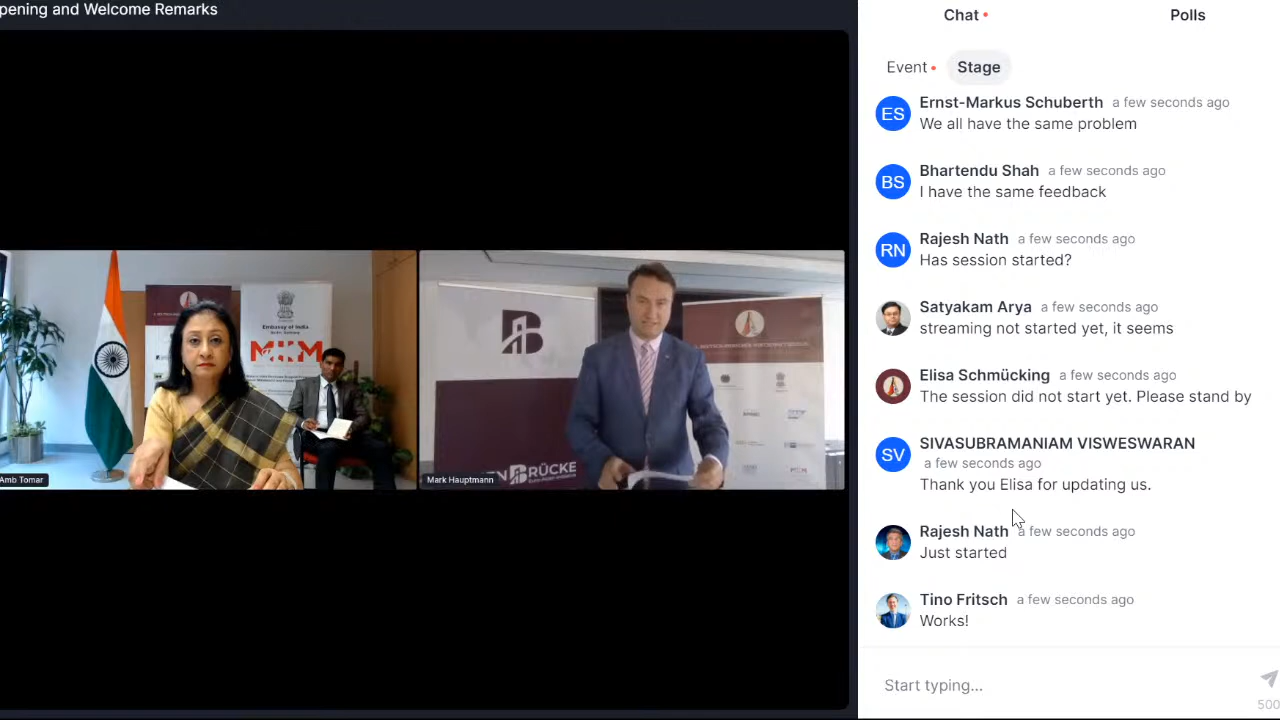 pening and Welcome Remarks
Chat
Polls
Event
Stage
ES
Ernst-Markus Schuberth a few seconds ago
We all have the same problem
BS
Bhartendu Shah a few seconds ago
I have the same feedback
RN
Rajesh Nath a few seconds ago
Has session started?
Satyakam Arya a few seconds ago
streaming not started yet, it seems
Elisa Schmücking a few seconds ago
The session did not start yet. Please stand by
SV
SIVASUBRAMANIAM VISWESWARAN
a few seconds ago
Thank you Elisa for updating us.
Rajesh Nath a few seconds ago
Just started
Tino Fritsch a few seconds ago
Works!
Start typing...
500
Embassy of India
MKM
Amb Tomar
B
EN BRÜCKE
Mark Hauptmann